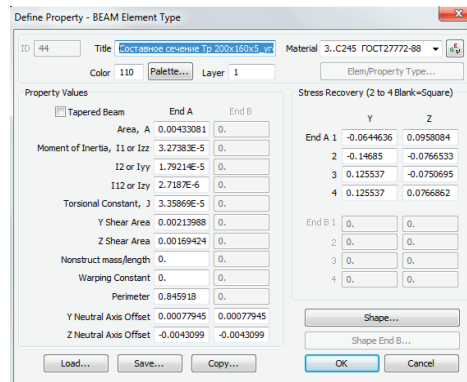 Define Property - BEAM Element Type
ID 44 Title Составное сечение Тр 200x160x5_уг Material 3..С245 ГОСТ27772-88
Color 110 Palette... Layer 1 Elem/Property Type...
Property Values Stress Recovery (2 to 4 Blank=Square)
Tapered Beam End A End B Y Z
Area, A 0.00433081 0. End A 1 -0.0644636 0.0958084
Moment of Inertia, I1 or Izz 3.27383E-5 0. 2 -0.14685 -0.0766533
I2 or Iyy 1.79214E-5 0. 3 0.125537 -0.0750695
I12 or Izy 2.7187E-6 0. 4 0.125537 0.0766862
Torsional Constant, J 3.35869E-5 0.
Y Shear Area 0.00213988 0. End B 1 0. 0.
Z Shear Area 0.00169424 0. 2 0. 0.
Nonstruct mass/length 0. 0. 3 0. 0.
Warping Constant 0. 0. 4 0. 0.
Perimeter 0.845918 0.
Y Neutral Axis Offset 0.00077945 0.00077945 Shape...
Z Neutral Axis Offset -0.0043099 -0.0043099 Shape End B...
Load... Save... Copy... OK Cancel